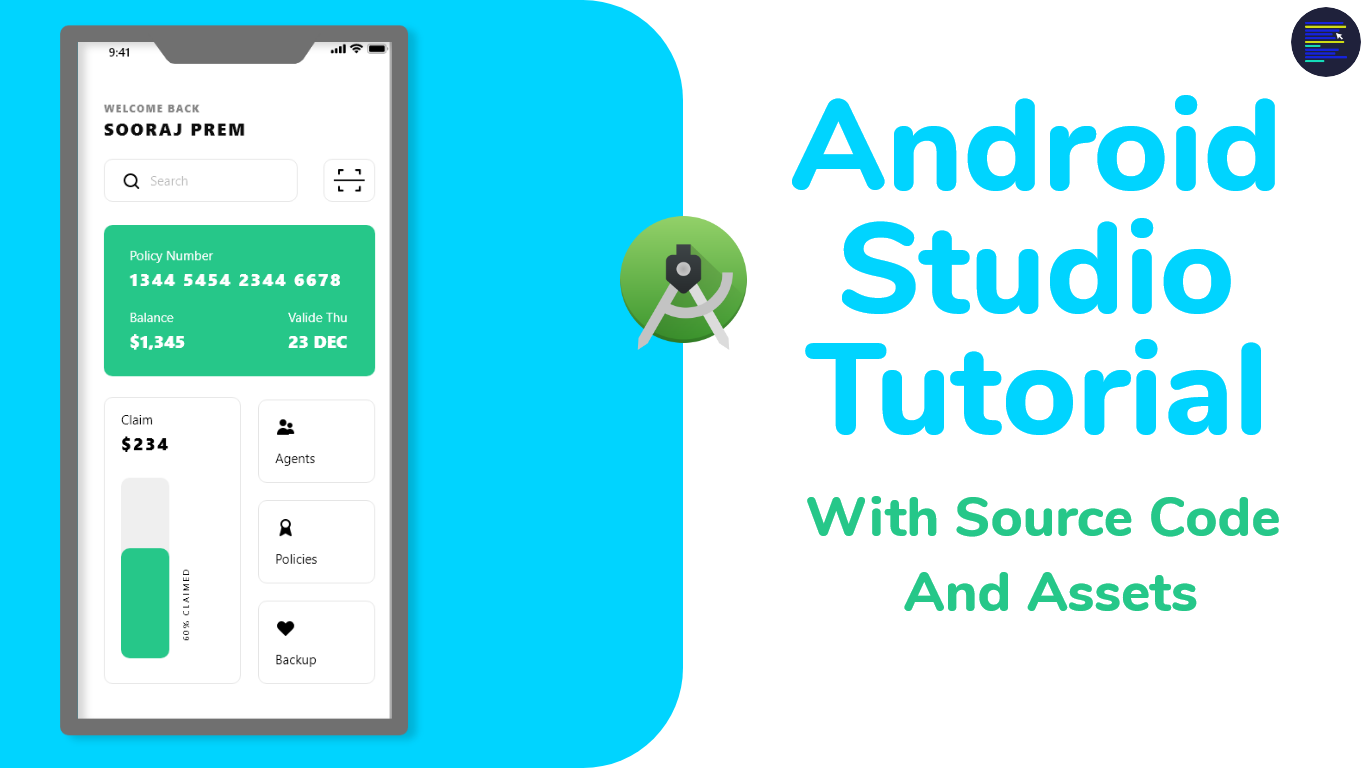 9:41
WELCOME BACK
SOORAJ PREM
Search
Policy Number
1344 5454 2344 6678
Balance
Valide Thu
$1,345
23 DEC
Claim
$234
60% CLAIMED
Agents
Policies
Backup
Android
Studio
Tutorial
With Source Code
And Assets